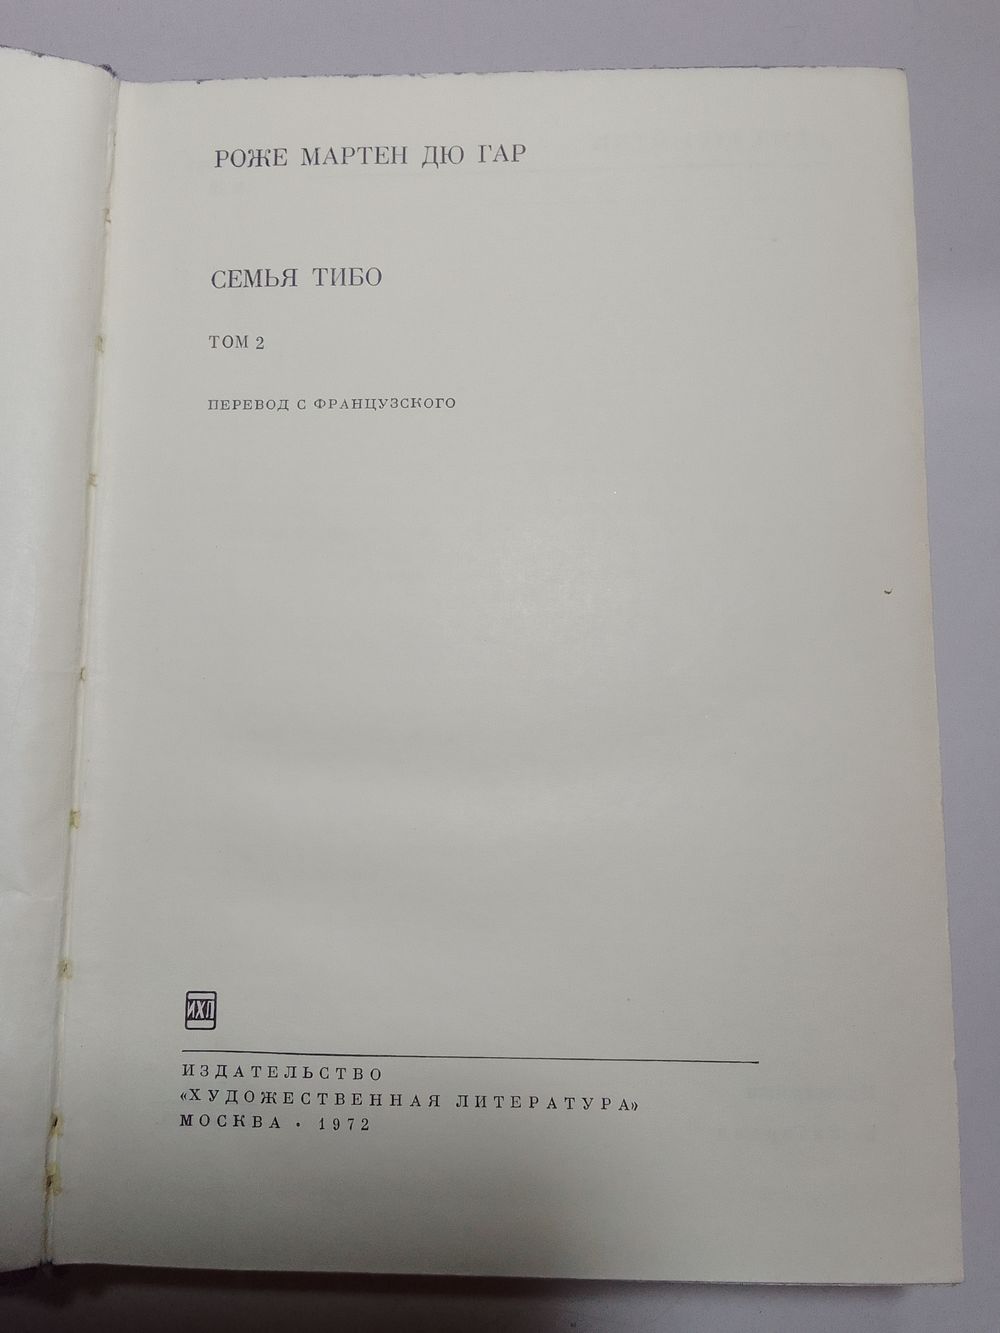 РОЖЕ МАРТЕН ДЮ ГАР
СЕМЬЯ ТИБО
ТОМ 2
ПЕРЕВОД С ФРАНЦУЗСКОГО
ИХЛ
ИЗДАТЕЛЬСТВО
«ХУДОЖЕСТВЕННАЯ ЛИТЕРАТУРА»
МОСКВА • 1972